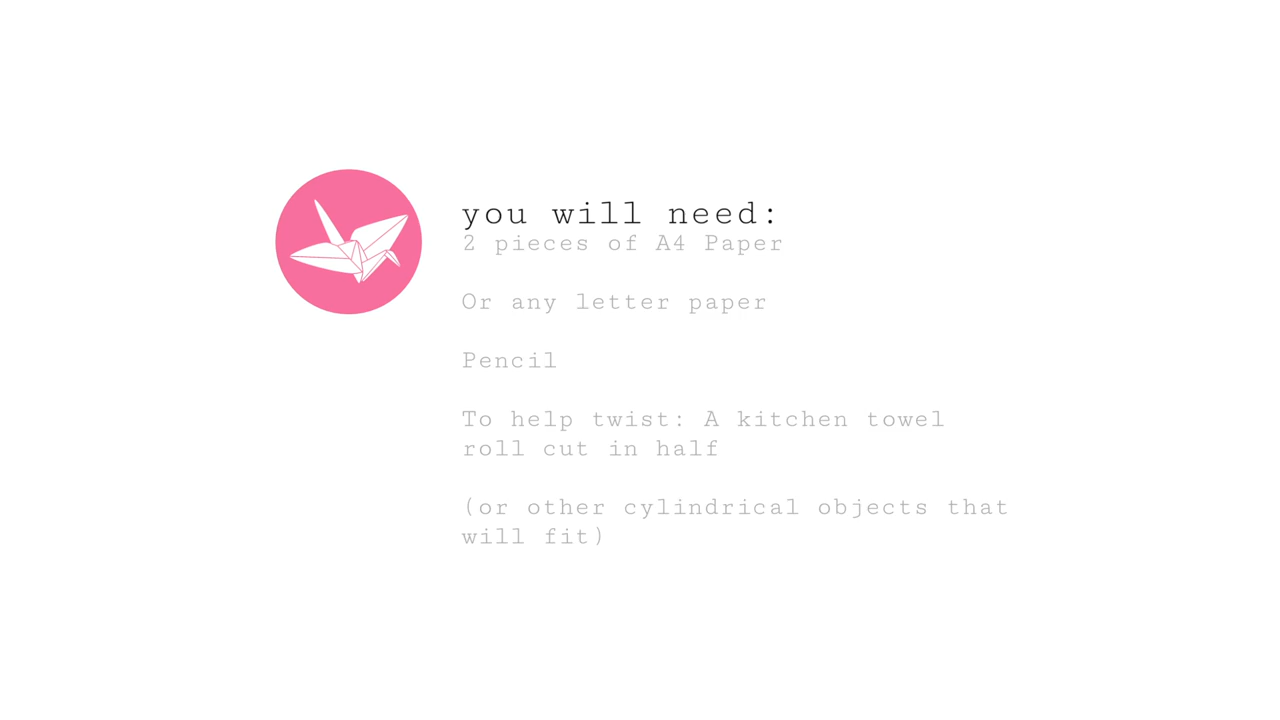 you will need:
2 pieces of A4 Paper
Or any letter paper
Pencil
To help twist: A kitchen towel
roll cut in half
(or other cylindrical objects that
will fit)